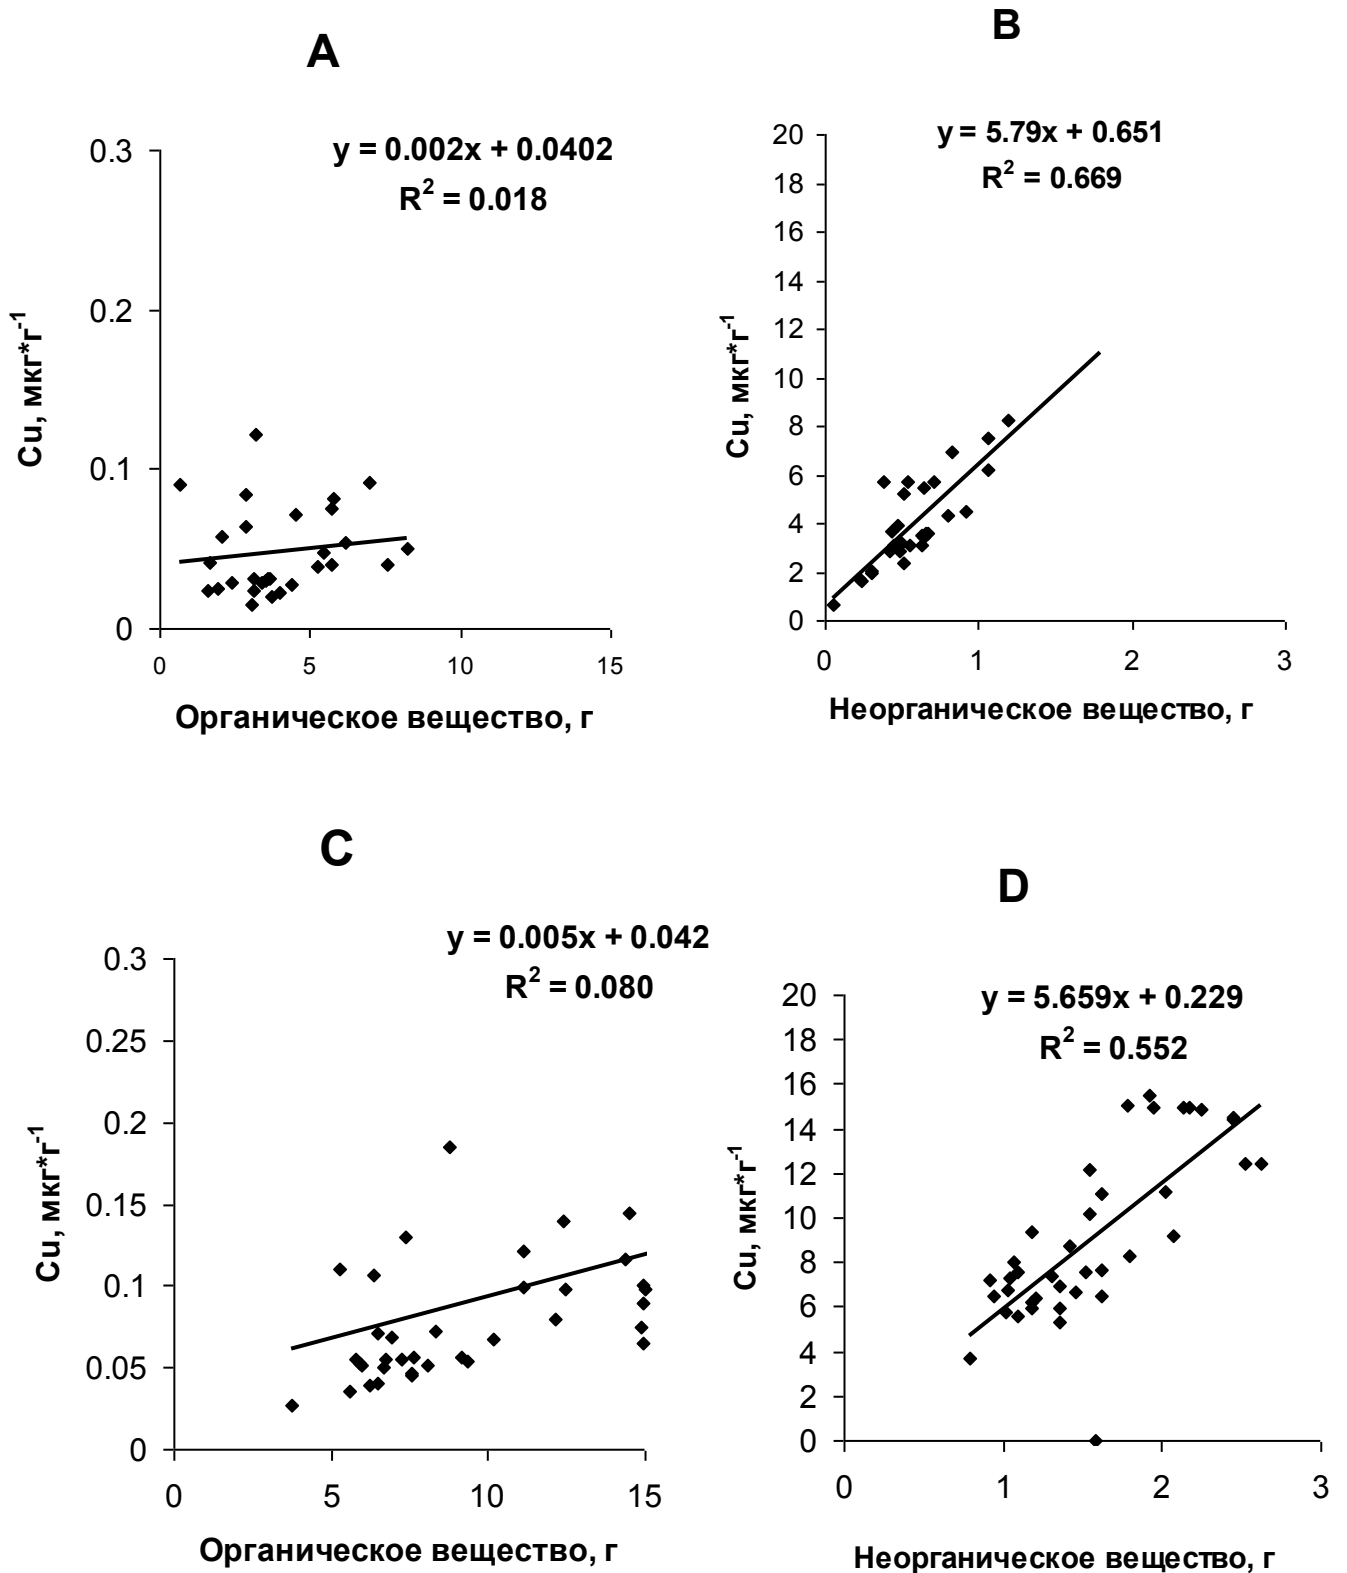 A
y = 0.002x + 0.0402
R² = 0.018
0.3
0.2
0.1
0
Cu, мкг*г⁻¹
0 5 10 15
Органическое вещество, г
B
y = 5.79x + 0.651
R² = 0.669
20
18
16
14
12
10
8
6
4
2
0
Cu, мкг*г⁻¹
0 1 2 3
Неорганическое вещество, г
C
y = 0.005x + 0.042
R² = 0.080
0.3
0.25
0.2
0.15
0.1
0.05
0
Cu, мкг*г⁻¹
0 5 10 15
Органическое вещество, г
D
y = 5.659x + 0.229
R² = 0.552
20
18
16
14
12
10
8
6
4
2
0
Cu, мкг*г⁻¹
0 1 2 3
Неорганическое вещество, г